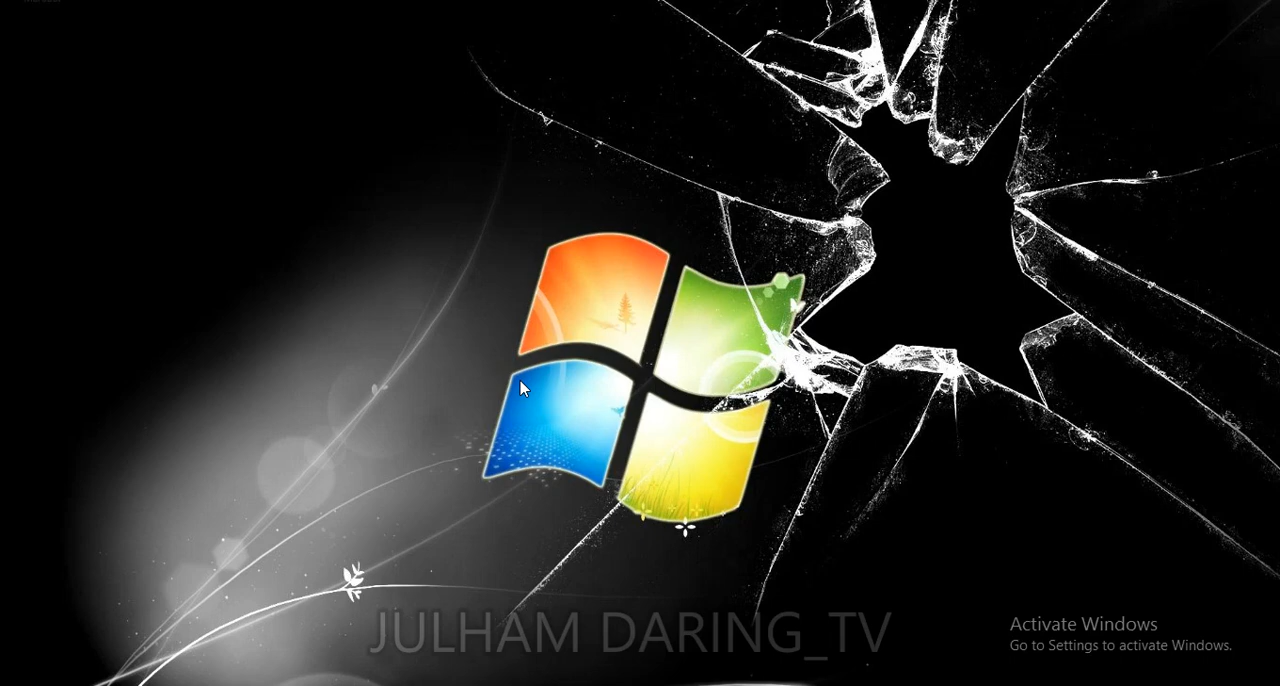 JULHAM DARING_TV
Activate Windows
Go to Settings to activate Windows.